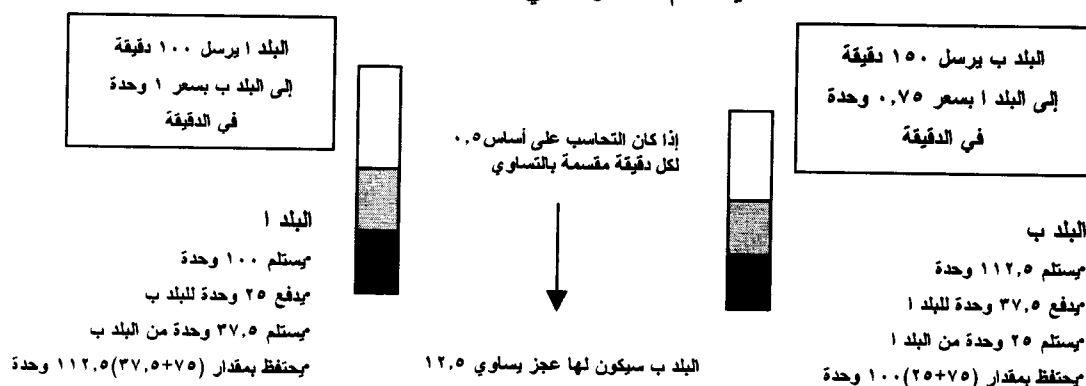 البلد ب يرسل ١٥٠ دقيقة
إلى البلد ا بسعر ٠,٧٥ وحدة
في الدقيقة
البلد ا يرسل ١٠٠ دقيقة
إلى البلد ب بسعر ١ وحدة
في الدقيقة
إذا كان التحاسب على أساس ٠,٥
لكل دقيقة مقسمة بالتساوي
البلد ب
يستلم ١١٢,٥ وحدة
يدفع ٣٧,٥ وحدة للبلد ا
يستلم ٢٥ وحدة من البلد ا
يحتفظ بمقدار (٧٥+٢٥) ١٠٠ وحدة
البلد ب سيكون لها عجز يساوي ١٢,٥
البلد ا
يستلم ١٠٠ وحدة
يدفع ٢٥ وحدة للبلد ب
يستلم ٣٧,٥ وحدة من البلد ب
يحتفظ بمقدار (٧٥+٣٧,٥) ١١٢,٥ وحدة